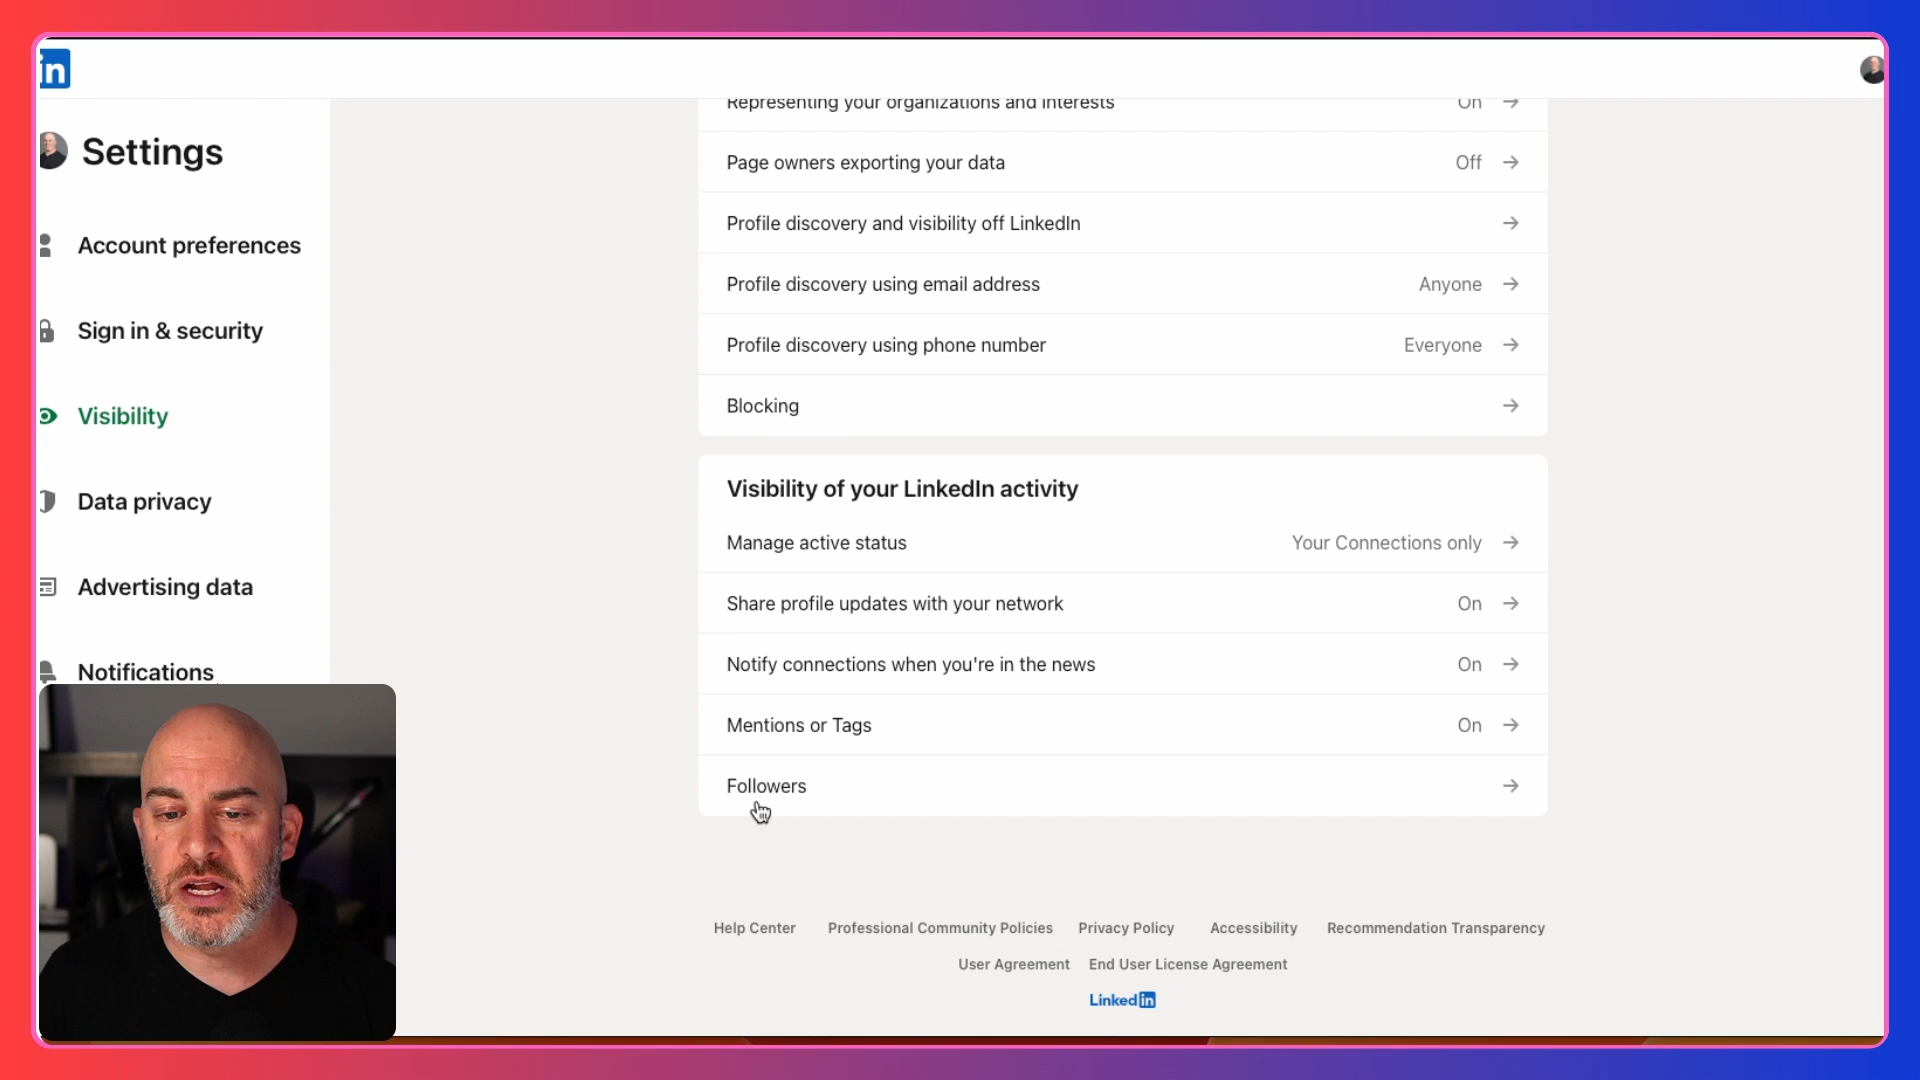 in
Settings
Account preferences
Sign in & security
Visibility
Data privacy
Advertising data
Notifications
Representing your organizations and interests On
Page owners exporting your data Off
Profile discovery and visibility off LinkedIn
Profile discovery using email address Anyone
Profile discovery using phone number Everyone
Blocking
Visibility of your LinkedIn activity
Manage active status Your Connections only
Share profile updates with your network On
Notify connections when you're in the news On
Mentions or Tags On
Followers
Help Center Professional Community Policies Privacy Policy Accessibility Recommendation Transparency
User Agreement End User License Agreement
LinkedIn